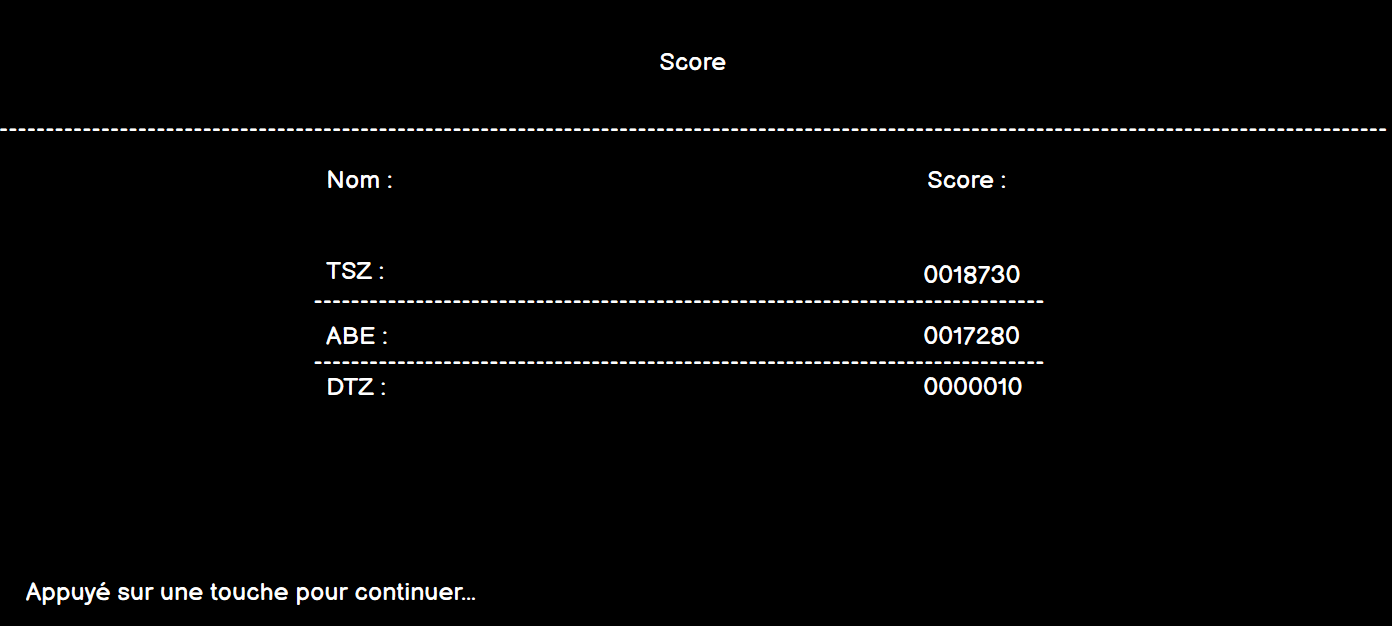 Score
Nom : Score :
TSZ : 0018730
ABE : 0017280
DTZ : 0000010
Appuyé sur une touche pour continuer...